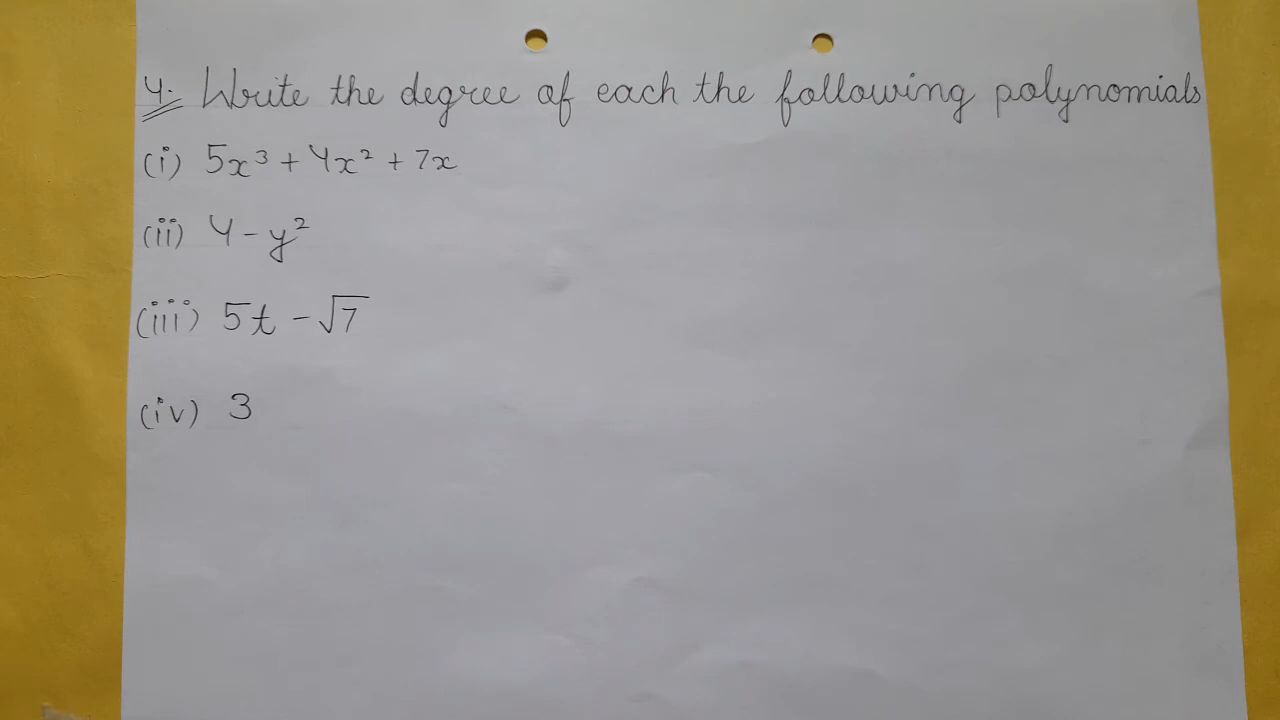 4. Write the degree of each the following polynomials
(i) 5x³ + 4x² + 7x
(ii) 4 - y²
(iii) 5t - √7
(iv) 3